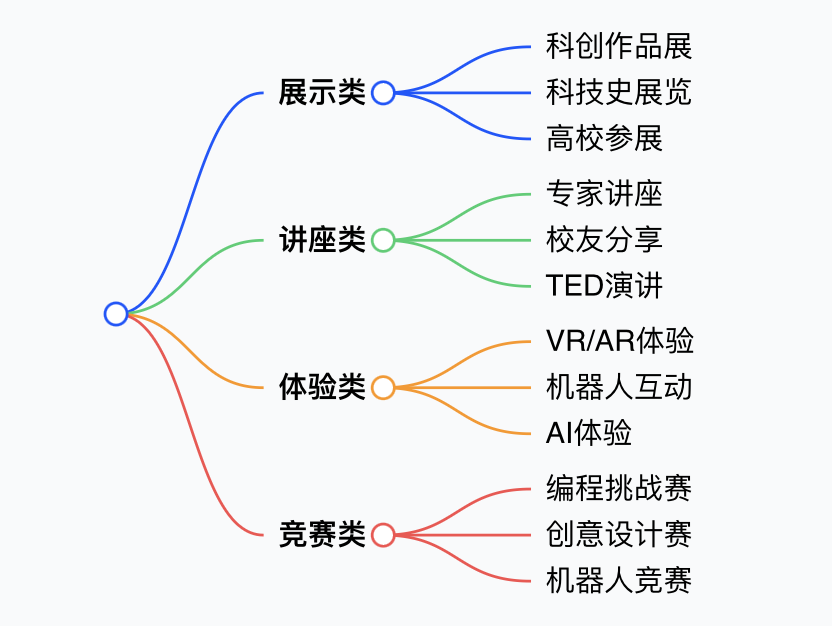 展示类
科创作品展
科技史展览
高校参展
讲座类
专家讲座
校友分享
TED演讲
体验类
VR/AR体验
机器人互动
AI体验
竞赛类
编程挑战赛
创意设计赛
机器人竞赛